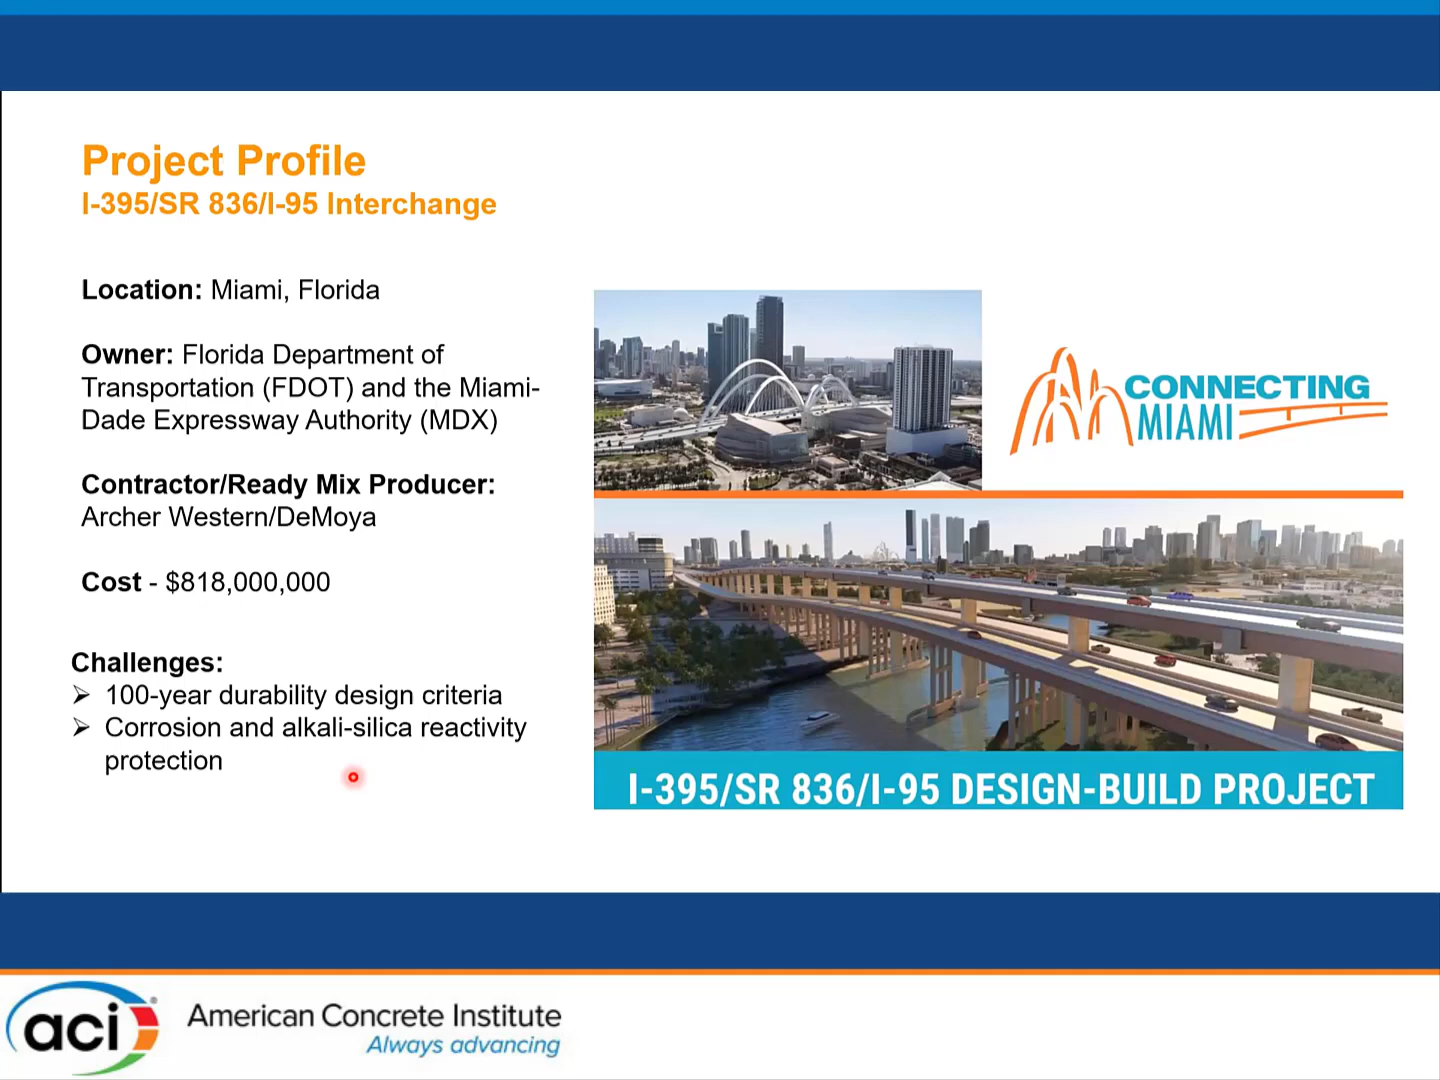 Project Profile
I-395/SR 836/I-95 Interchange
Location: Miami, Florida
Owner: Florida Department of
Transportation (FDOT) and the Miami-
Dade Expressway Authority (MDX)
Contractor/Ready Mix Producer:
Archer Western/DeMoya
Cost - $818,000,000
Challenges:
➢ 100-year durability design criteria
➢ Corrosion and alkali-silica reactivity
protection
CONNECTING
MIAMI
I-395/SR 836/I-95 DESIGN-BUILD PROJECT
aci®
American Concrete Institute
Always advancing